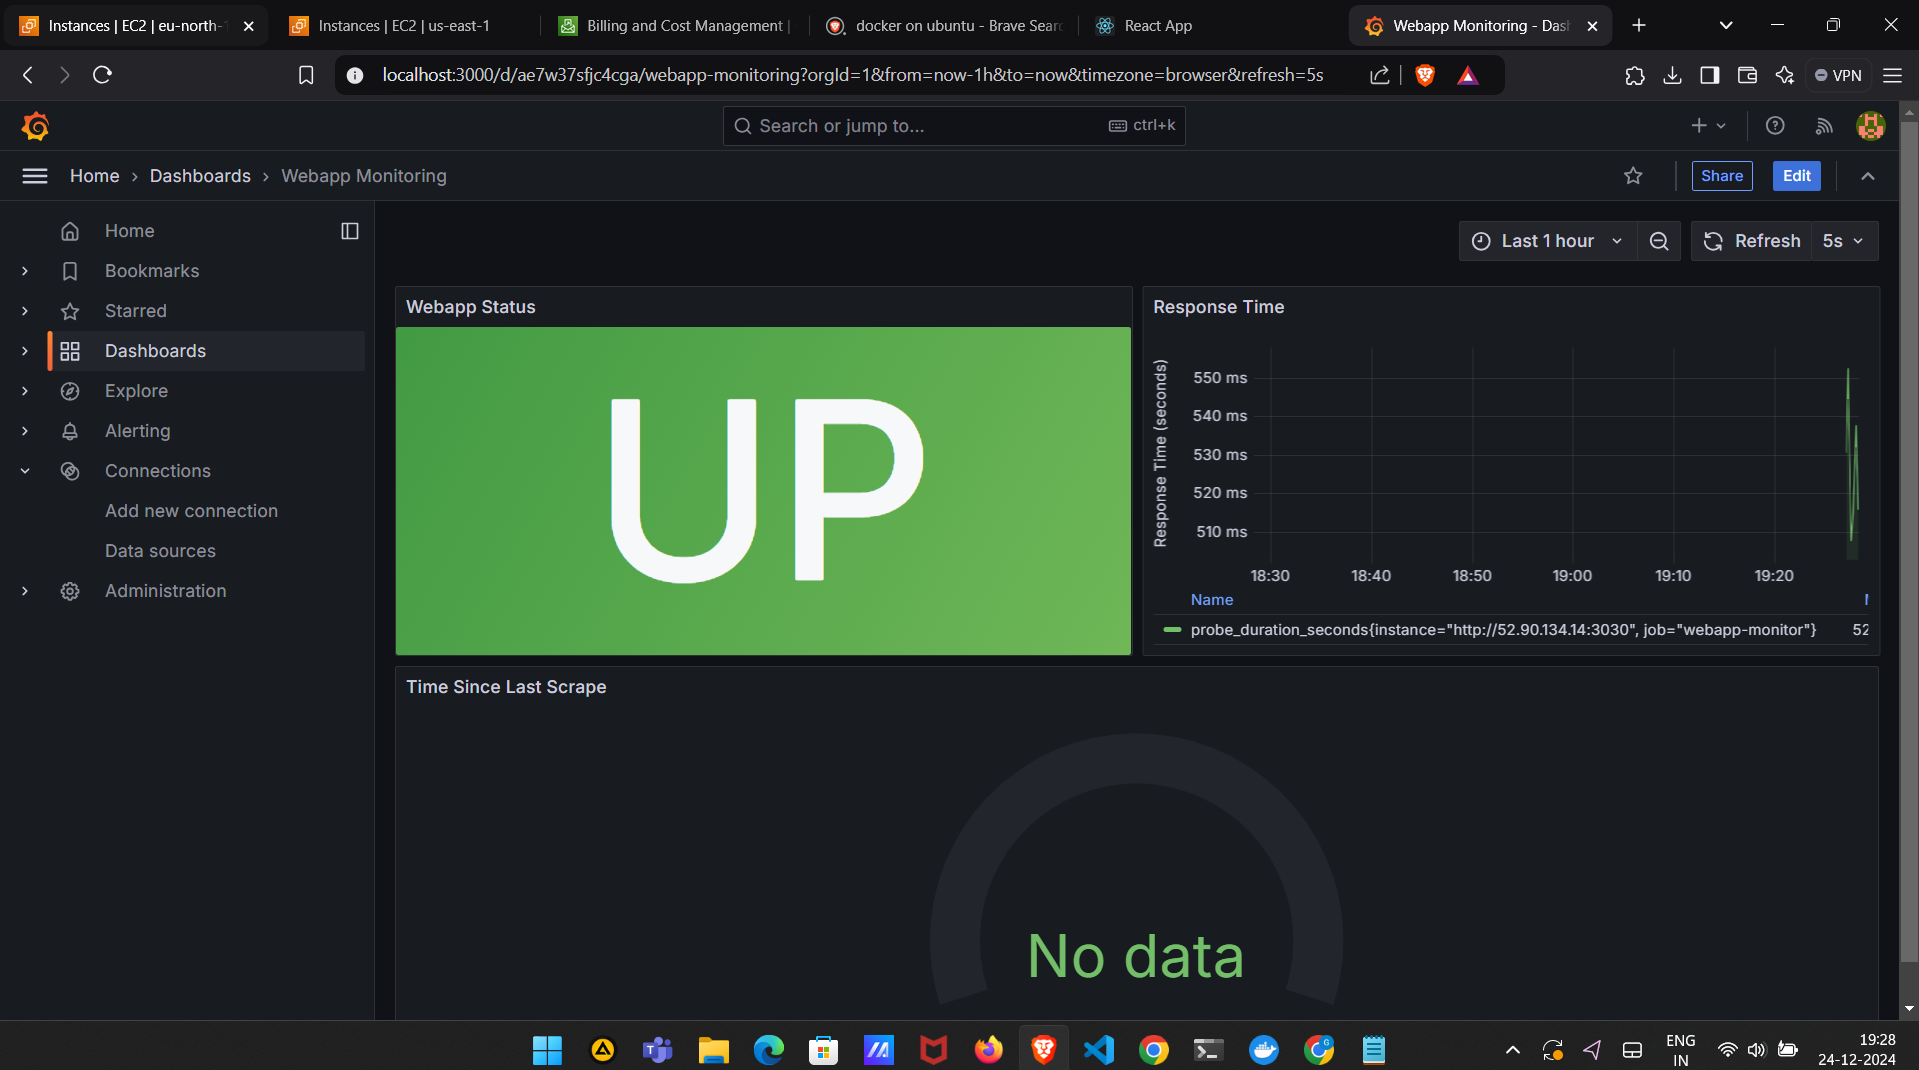 Instances | EC2 | eu-north-1
Instances | EC2 | us-east-1
Billing and Cost Management |
docker on ubuntu - Brave Sear
React App
Webapp Monitoring - Das
localhost:3000/d/ae7w37sfjc4cga/webapp-monitoring?orgId=1&from=now-1h&to=now&timezone=browser&refresh=5s
VPN
Search or jump to...
ctrl+k
Home › Dashboards › Webapp Monitoring
Share
Edit
Home
Bookmarks
Starred
Dashboards
Explore
Alerting
Connections
Add new connection
Data sources
Administration
Last 1 hour
Refresh
5s
Webapp Status
UP
Response Time
Response Time (seconds)
550 ms
540 ms
530 ms
520 ms
510 ms
18:30 18:40 18:50 19:00 19:10 19:20
Name
probe_duration_seconds{instance="http://52.90.134.14:3030", job="webapp-monitor"}
52
Time Since Last Scrape
No data
ENG
IN
19:28
24-12-2024